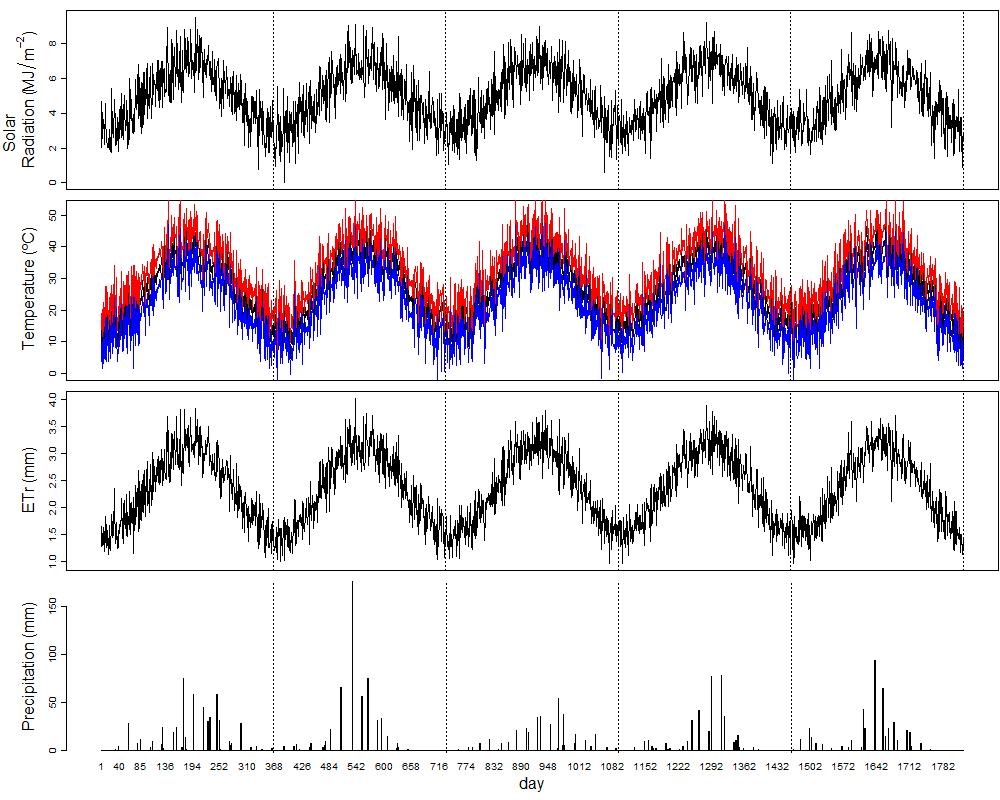 Solar
Radiation (MJ/m⁻²)
0 2 4 6 8
Temperature (ºC)
0 10 20 30 40 50
ETr (mm)
1.0 1.5 2.0 2.5 3.0 3.5 4.0
Precipitation (mm)
0 50 100 150
1 40 85 136 194 252 310 368 426 484 542 600 658 716 774 832 890 948 1012 1082 1152 1222 1292 1362 1432 1502 1572 1642 1712 1782
day